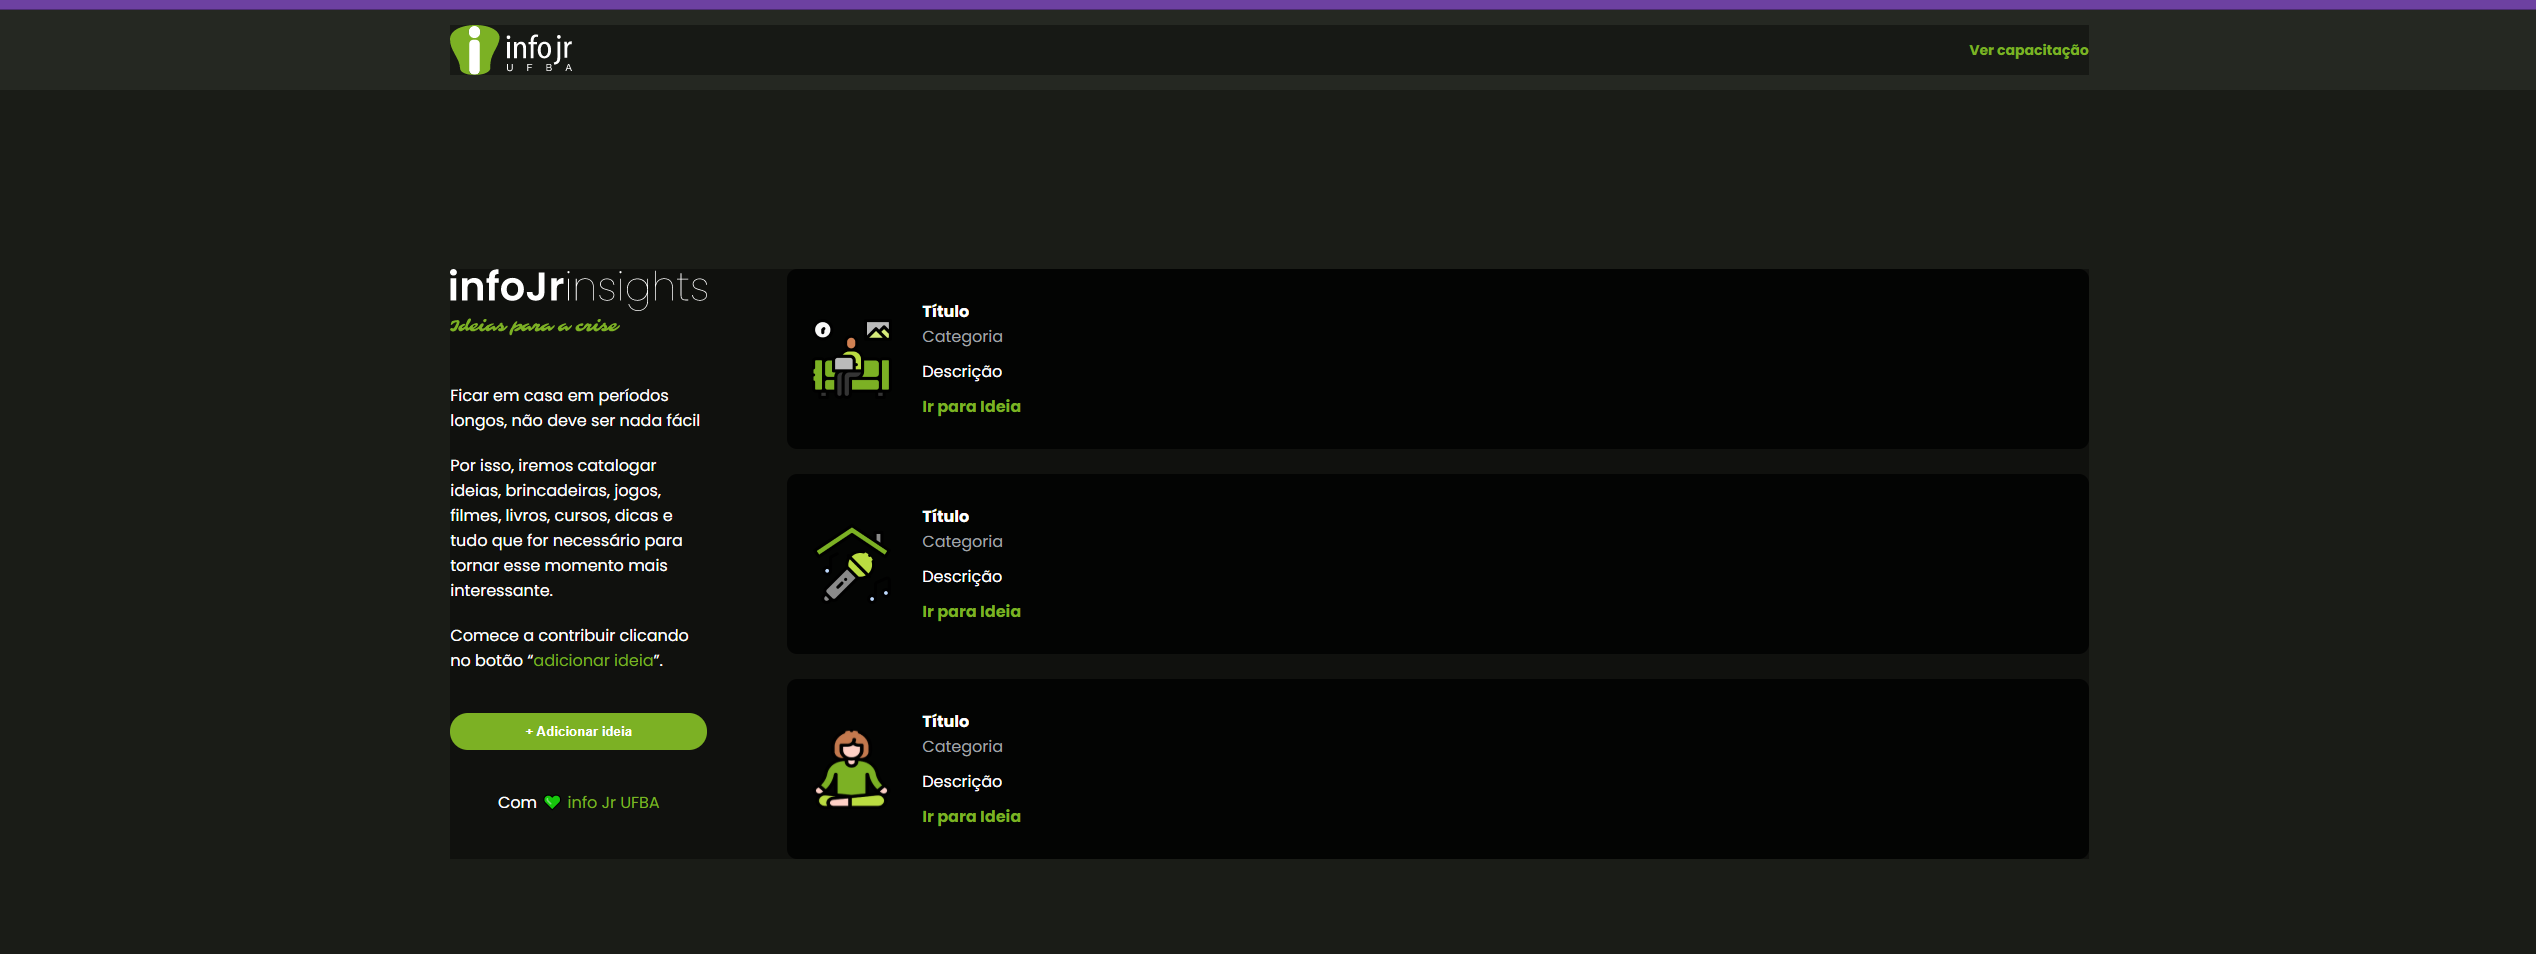 infojr
UFBA
Ver capacitação
infoJrinsights
Ideias para a crise
Ficar em casa em períodos
longos, não deve ser nada fácil
Por isso, iremos catalogar
ideias, brincadeiras, jogos,
filmes, livros, cursos, dicas e
tudo que for necessário para
tornar esse momento mais
interessante.
Comece a contribuir clicando
no botão “adicionar ideia”.
+ Adicionar ideia
Com 💚 info Jr UFBA
Título
Categoria
Descrição
Ir para Ideia
Título
Categoria
Descrição
Ir para Ideia
Título
Categoria
Descrição
Ir para Ideia